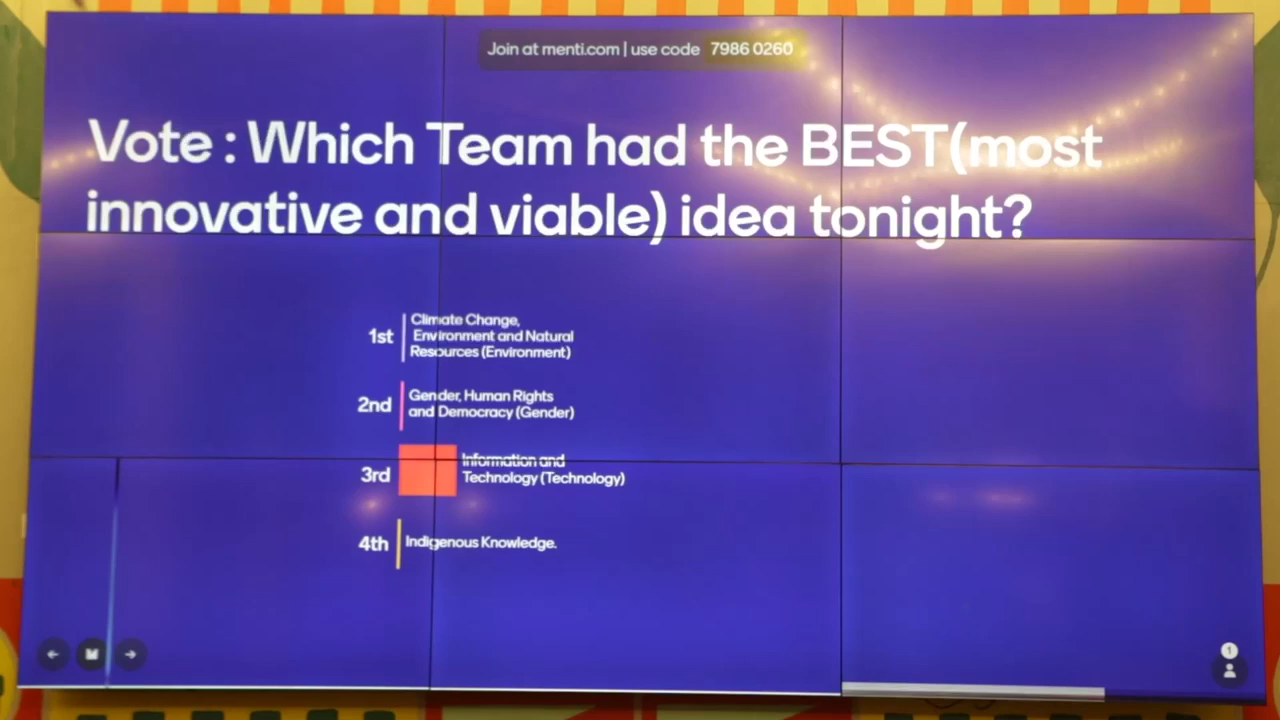 Join at menti.com | use code 7986 0260
Vote : Which Team had the BEST(most
innovative and viable) idea tonight?
1st
Climate Change,
Environment and Natural
Resources (Environment)
2nd
Gender, Human Rights
and Democracy (Gender)
3rd
Information and
Technology (Technology)
4th
Indigenous Knowledge.
1